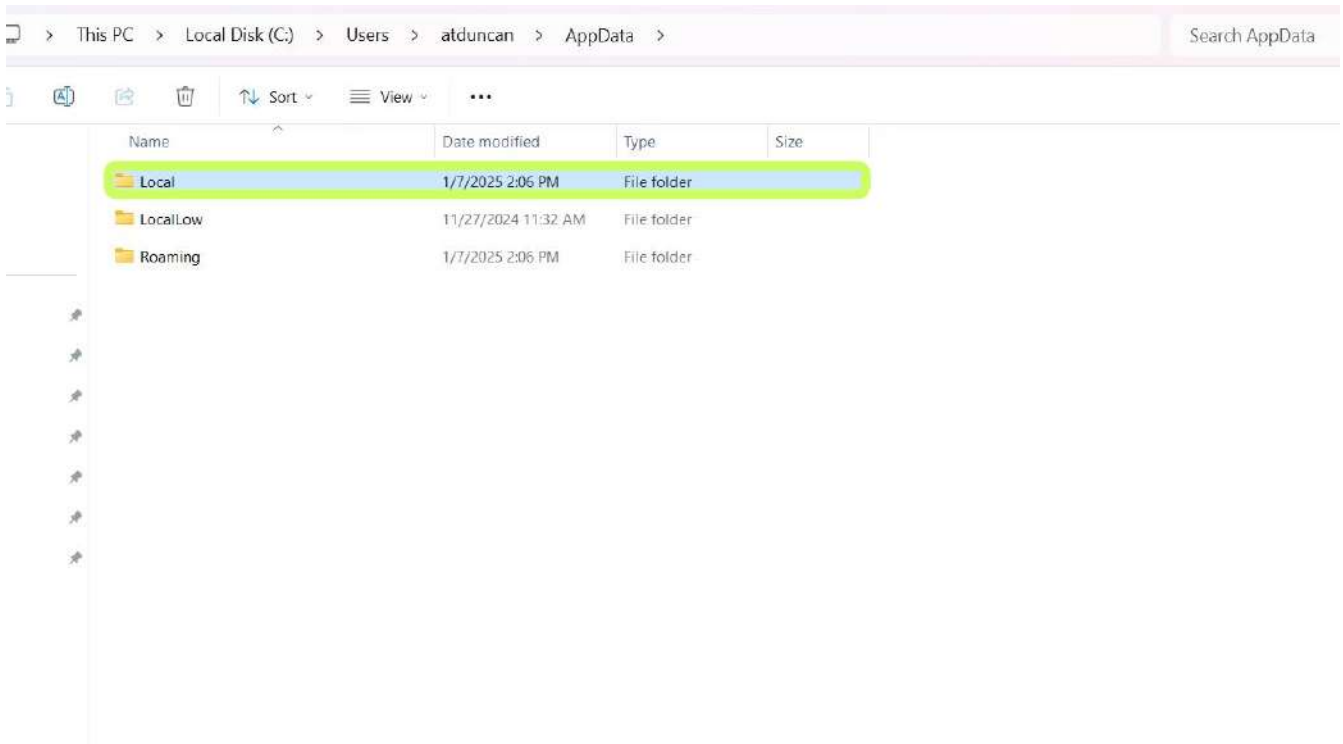 This PC > Local Disk (C:) > Users > atduncan > AppData > Search AppData
Sort View ...
Name Date modified Type Size
Local 1/7/2025 2:06 PM File folder
LocalLow 11/27/2024 11:32 AM File folder
Roaming 1/7/2025 2:06 PM File folder